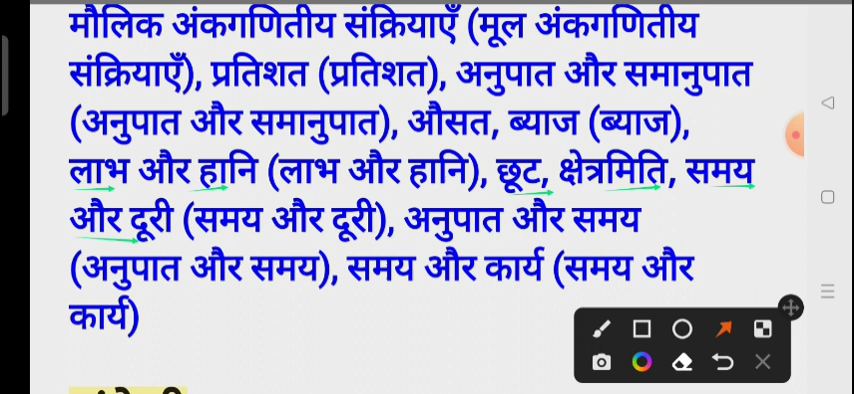 मौलिक अंकगणितीय संक्रियाएँ (मूल अंकगणितीय
संक्रियाएँ), प्रतिशत (प्रतिशत), अनुपात और समानुपात
(अनुपात और समानुपात), औसत, ब्याज (ब्याज),
लाभ और हानि (लाभ और हानि), छूट, क्षेत्रमिति, समय
और दूरी (समय और दूरी), अनुपात और समय
(अनुपात और समय), समय और कार्य (समय और
कार्य)